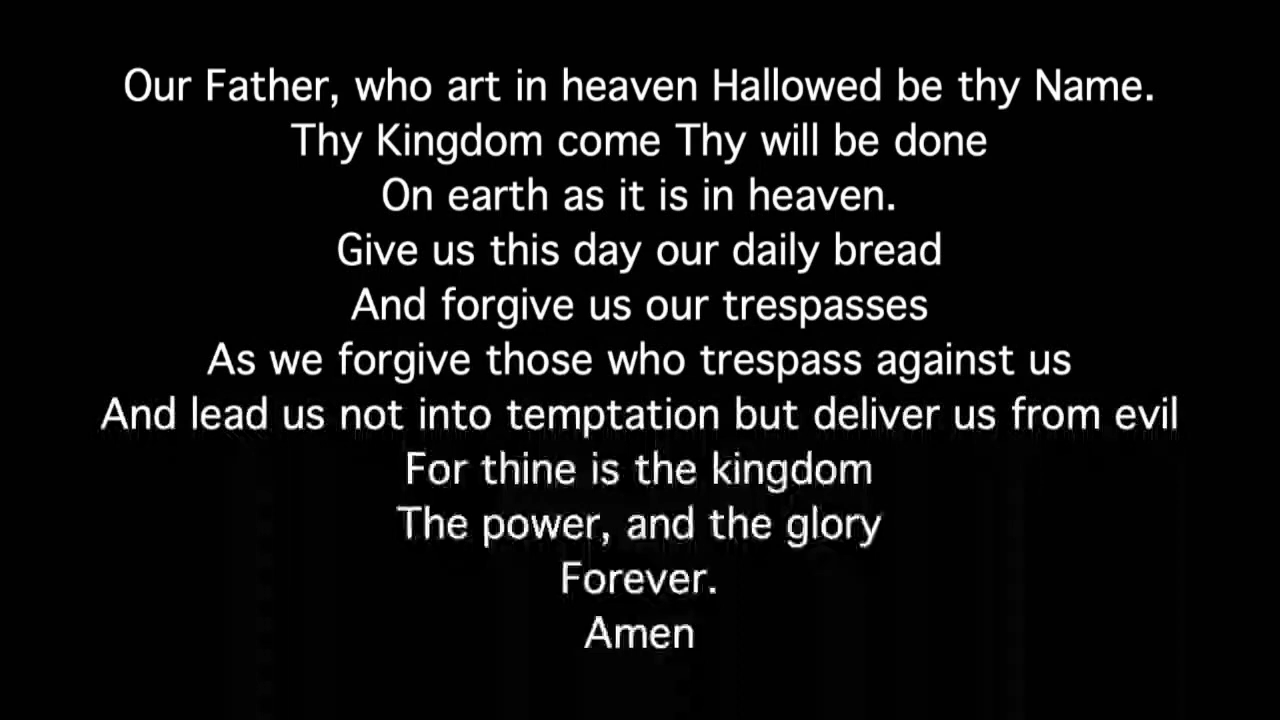 Our Father, who art in heaven Hallowed be thy Name.
Thy Kingdom come Thy will be done
On earth as it is in heaven.
Give us this day our daily bread
And forgive us our trespasses
As we forgive those who trespass against us
And lead us not into temptation but deliver us from evil
For thine is the kingdom
The power, and the glory
Forever.
Amen